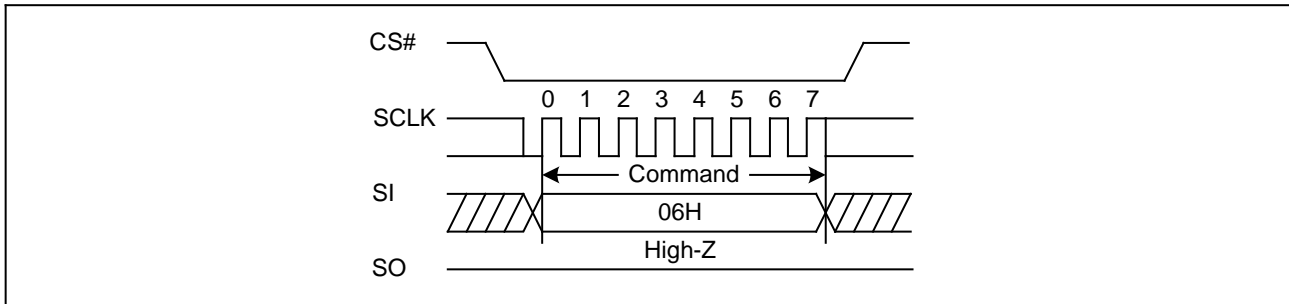 CS#
0 1 2 3 4 5 6 7
SCLK
Command
SI
06H
High-Z
SO